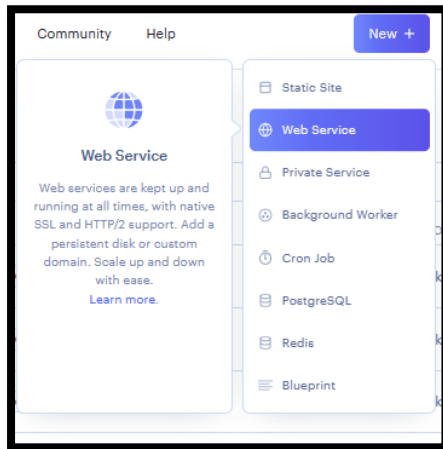 Community Help New +
Web Service
Web services are kept up and
running at all times, with native
SSL and HTTP/2 support. Add a
persistent disk or custom
domain. Scale up and down
with ease.
Learn more.
Static Site
Web Service
Private Service
Background Worker
Cron Job
PostgreSQL
Redis
Blueprint